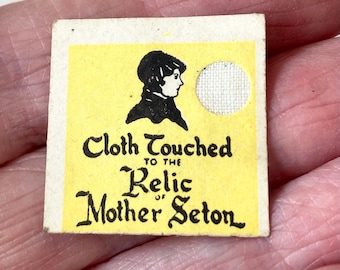 Cloth Touched
TO THE
Relic
OF
Mother Seton